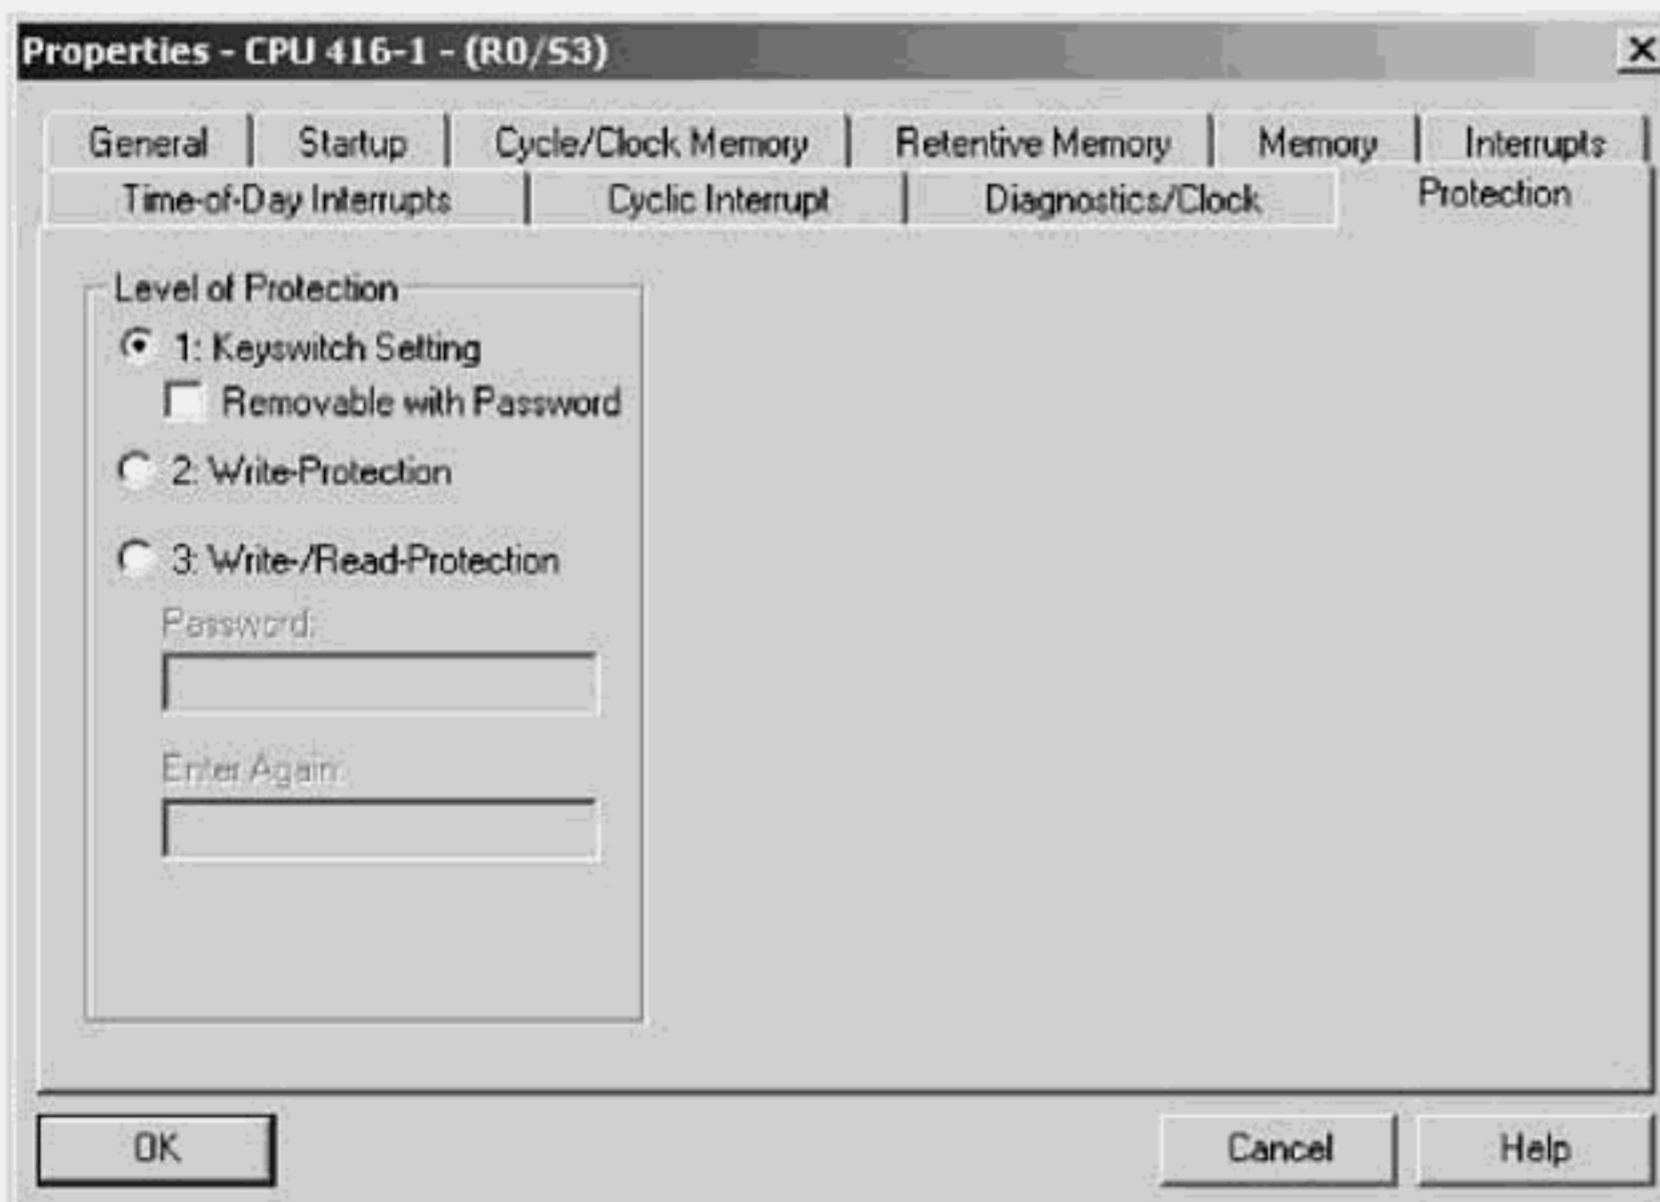 Properties - CPU 416-1 - (R0/S3)
General Startup Cycle/Clock Memory Retentive Memory Memory Interrupts
Time-of-Day Interrupts Cyclic Interrupt Diagnostics/Clock Protection
Level of Protection
1: Keyswitch Setting
Removable with Password
2: Write-Protection
3: Write-/Read-Protection
Password:
Enter Again:
OK Cancel Help